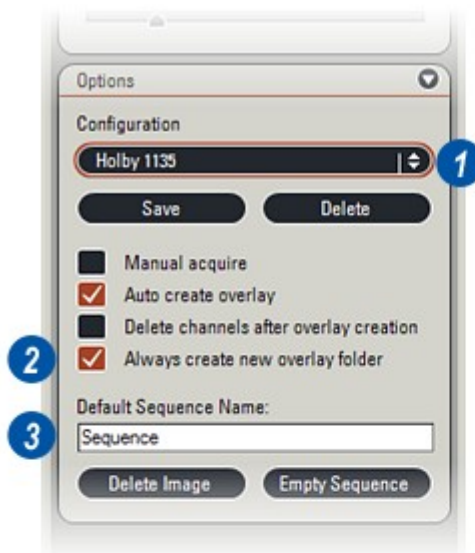 Options
Configuration
Holby 1135
1
Save Delete
Manual acquire
Auto create overlay
Delete channels after overlay creation
2 Always create new overlay folder
Default Sequence Name:
3 Sequence
Delete Image Empty Sequence